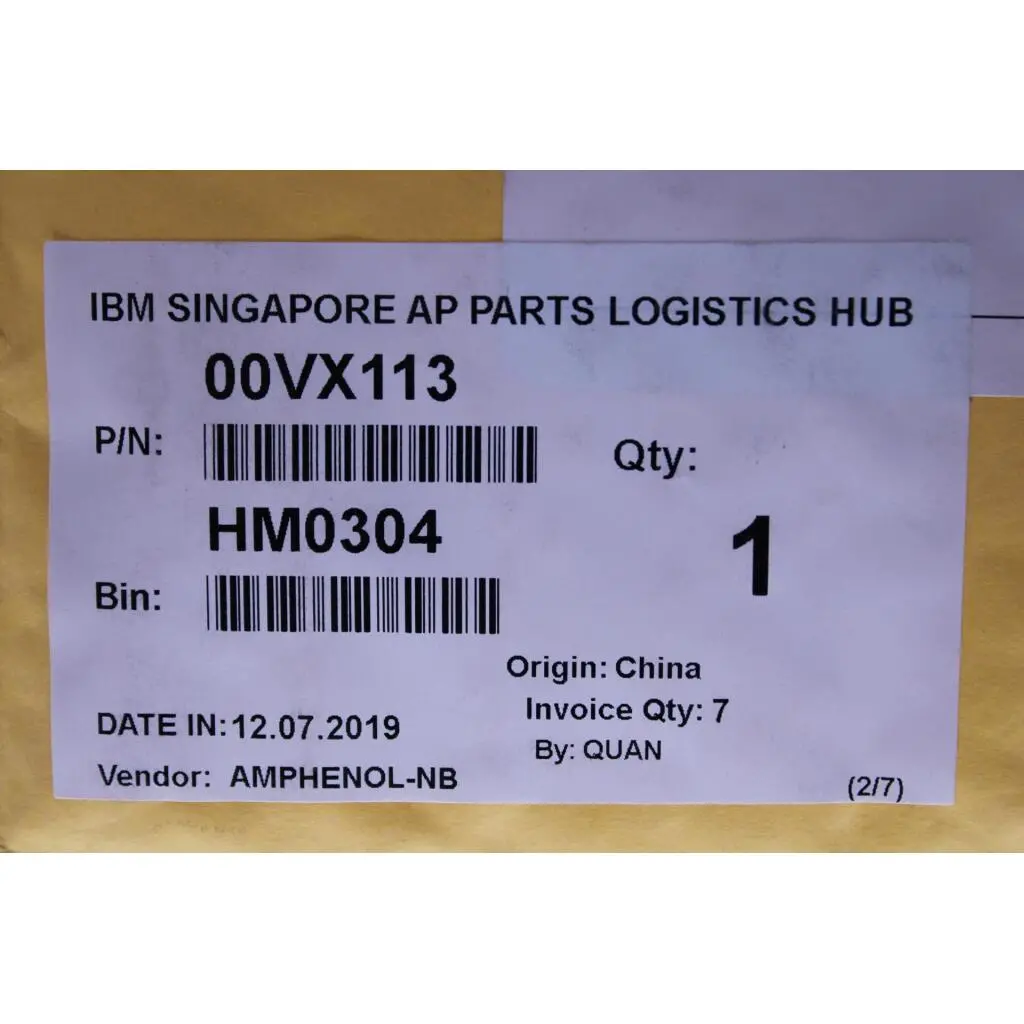 IBM SINGAPORE AP PARTS LOGISTICS HUB
00VX113
P/N:
Qty:
HM0304
1
Bin:
Origin: China
Invoice Qty: 7
DATE IN: 12.07.2019
By: QUAN
Vendor: AMPHENOL-NB
(2/7)